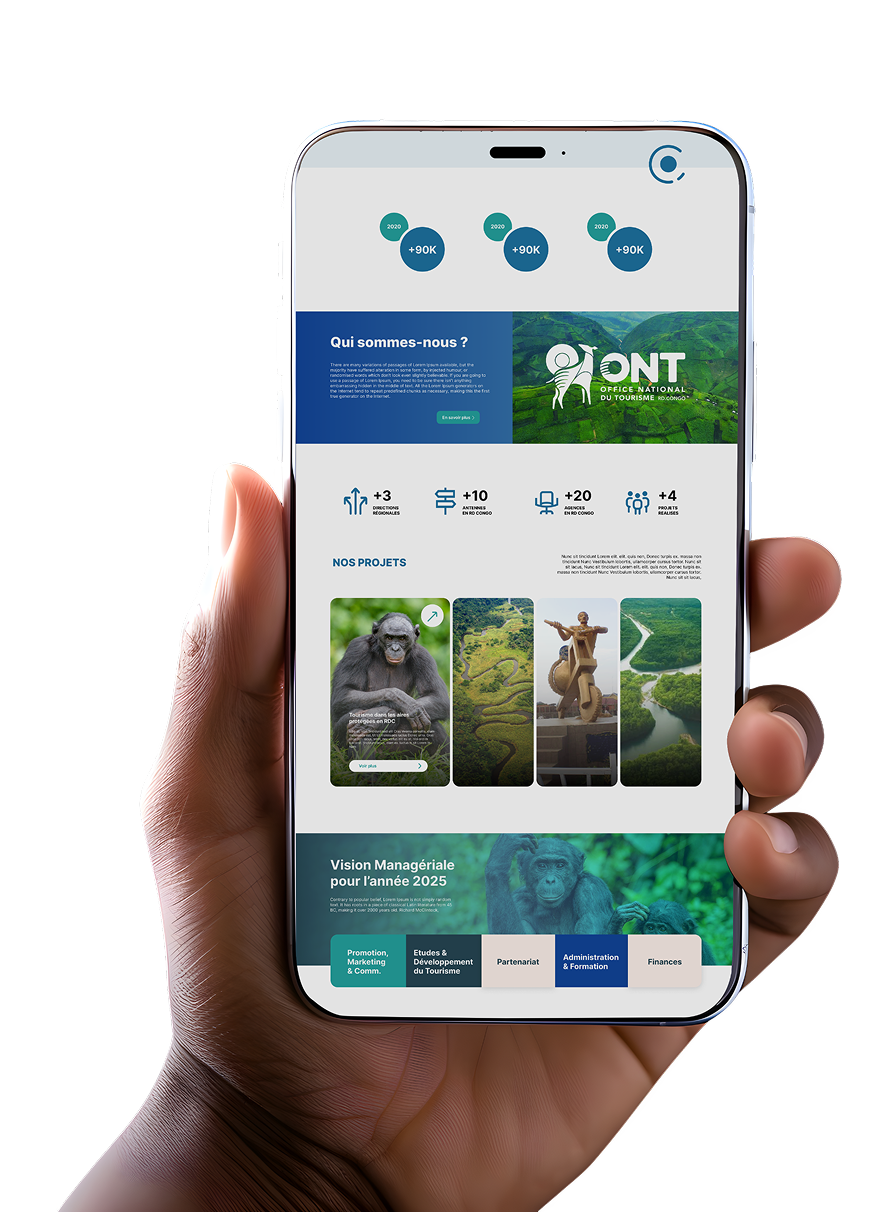 2020
+90K
2020
+90K
2020
+90K
Qui sommes-nous ?
There are many variations of passages of Lorem Ipsum available, but the
majority have suffered alteration in some form, by injected humour, or
randomised words which don't look even slightly believable. If you are going to
use a passage of Lorem Ipsum, you need to be sure there isn't anything
embarrassing hidden in the middle of text. All the Lorem Ipsum generators on
the Internet tend to repeat predefined chunks as necessary, making this the first
true generator on the Internet.
En savoir plus
ONT
OFFICE NATIONAL
DU TOURISME RD.CONGO
+3
DIRECTIONS
RÉGIONALES
+10
ANTENNES
EN RD CONGO
+20
AGENCES
EN RD CONGO
+4
PROJETS
REALISES
NOS PROJETS
Nunc sit tincidunt Lorem elit. elit. quis non, Donec turpis ex. massa non
tincidunt Nunc Vestibulum lobortis, ullamcorper cursus tortor. Nunc sit
sit lacus, Nunc sit tincidunt Lorem elit. elit. quis non, Donec turpis ex.
massa non tincidunt Nunc Vestibulum lobortis, ullamcorper cursus tortor.
Nunc sit sit lacus,
Tourisme dans les aires
protégées en RDC
Voir plus
Vision Managériale
pour l'année 2025
Contrary to popular belief, Lorem Ipsum is not simply random
text. It has roots in a piece of classical Latin literature from 45
BC, making it over 2000 years old. Richard McClintock,
Promotion,
Marketing
& Comm.
Etudes &
Développement
du Tourisme
Partenariat
Administration
& Formation
Finances